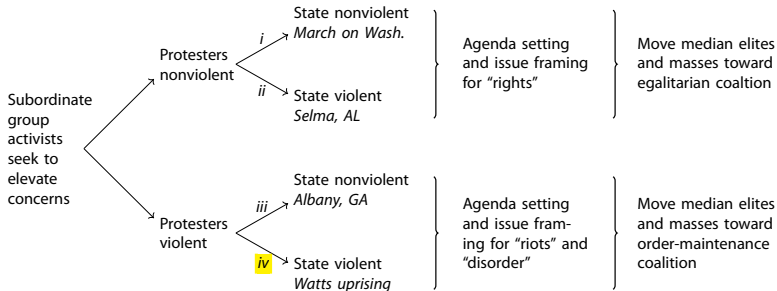 Subordinate
group
activists
seek to
elevate
concerns
Protesters
nonviolent
i
ii
State nonviolent
March on Wash.
State violent
Selma, AL
Agenda setting
and issue framing
for “rights”
Move median elites
and masses toward
egalitarian coaltion
Protesters
violent
iii
iv
State nonviolent
Albany, GA
State violent
Watts uprising
Agenda setting
and issue fram-
ing for “riots” and
“disorder”
Move median elites
and masses toward
order-maintenance
coalition